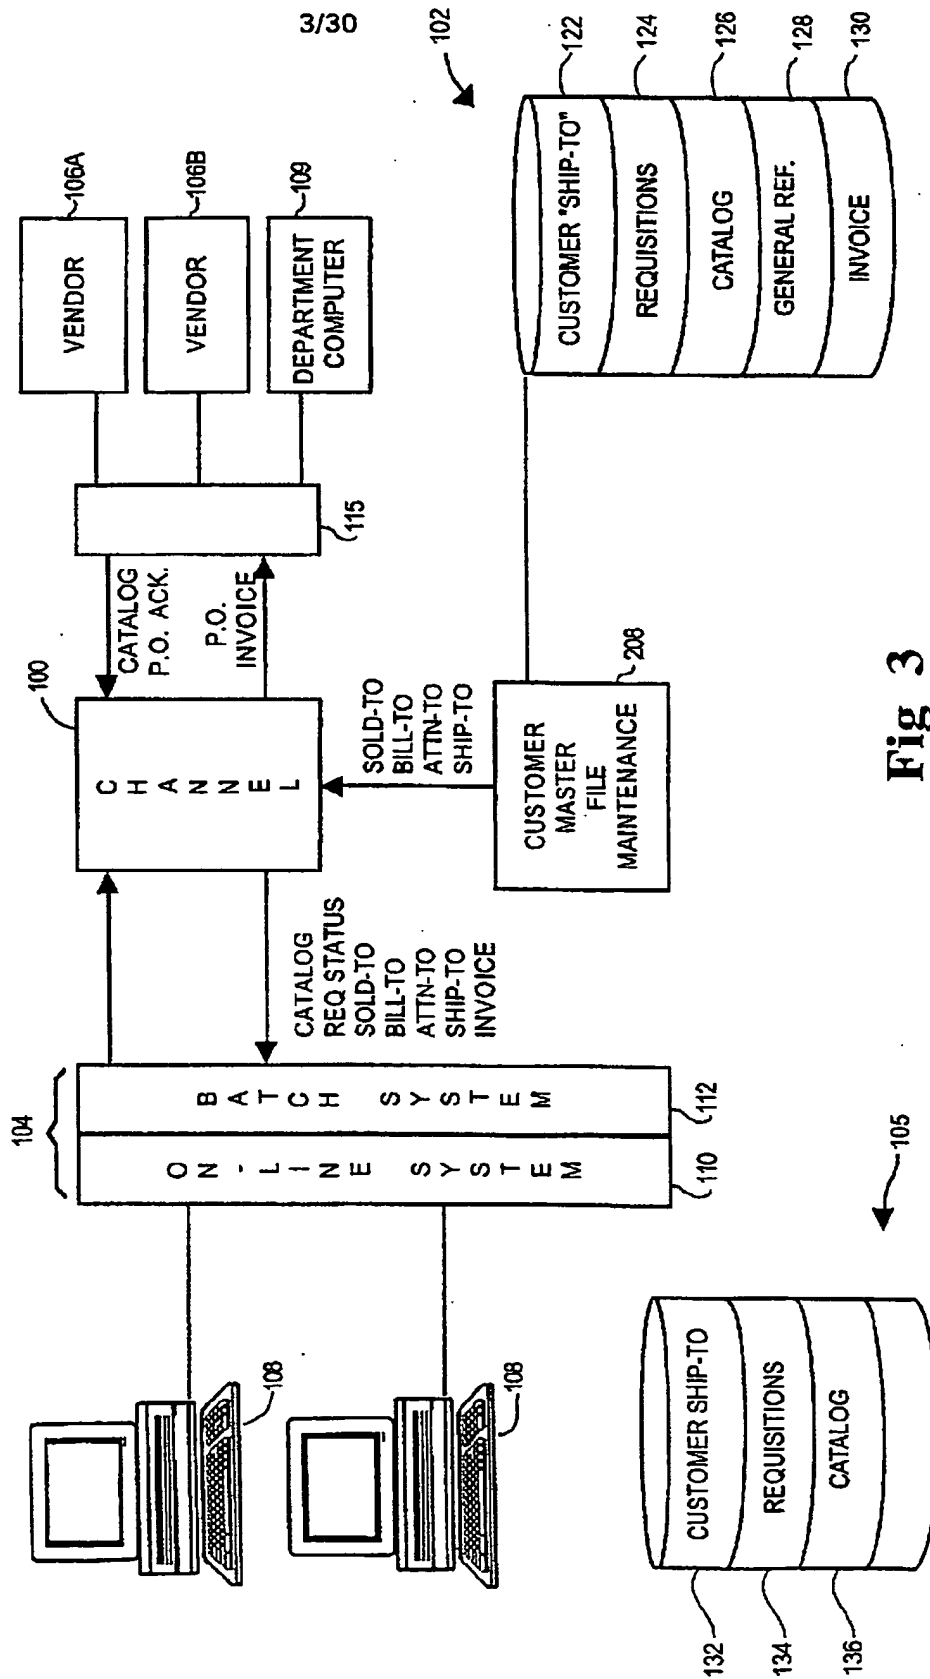 3/30
104
ON-LINE SYSTEM
BATCH SYSTEM
110
112
108
108
CATALOG
REQ STATUS
SOLD-TO
BILL-TO
ATTN-TO
SHIP-TO
INVOICE
100
CHANNEL
CATALOG
P.O. ACK.
P.O.
INVOICE
115
VENDOR
106A
VENDOR
106B
DEPARTMENT
COMPUTER
109
SOLD-TO
BILL-TO
ATTN-TO
SHIP-TO
CUSTOMER
MASTER
FILE
MAINTENANCE
208
102
CUSTOMER "SHIP-TO"
122
REQUISITIONS
124
CATALOG
126
GENERAL REF.
128
INVOICE
130
105
132
CUSTOMER SHIP-TO
134
REQUISITIONS
136
CATALOG
Fig 3